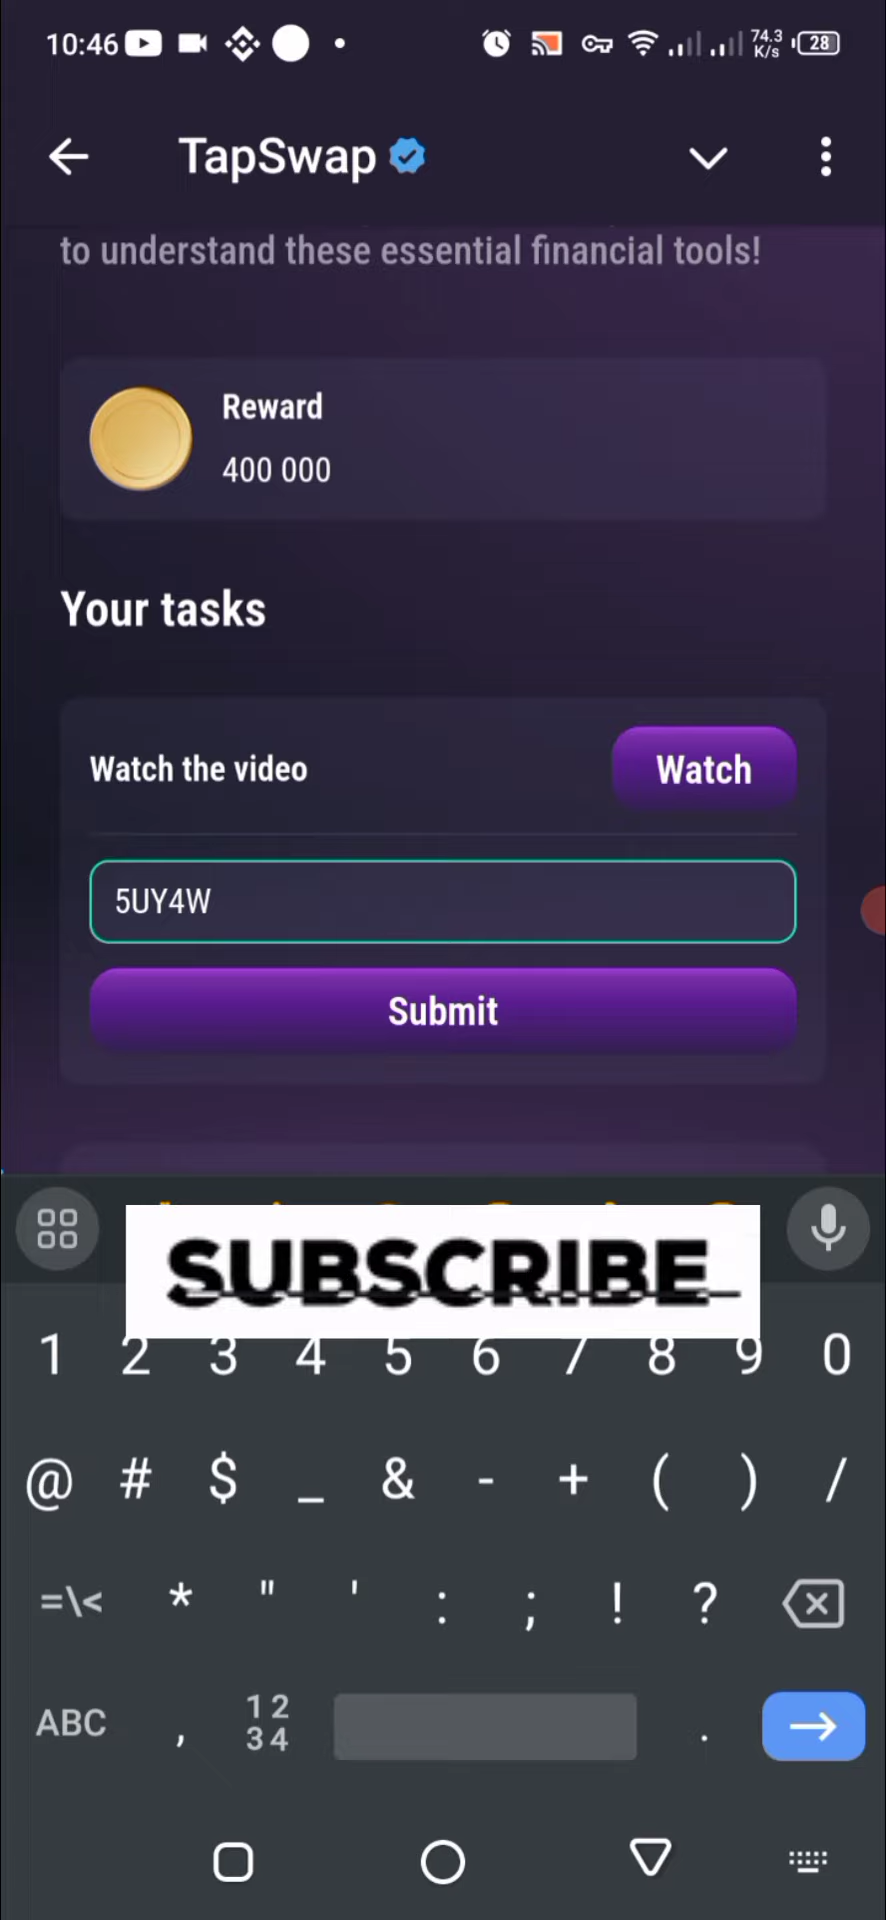 10:46 74.3 K/s 28
TapSwap
to understand these essential financial tools!
Reward
400 000
Your tasks
Watch the video Watch
5UY4W
Submit
SUBSCRIBE
1 2 3 4 5 6 7 8 9 0
@ # $ _ & - + ( ) /
=\< * " ' : ; ! ?
ABC , 12 34 .